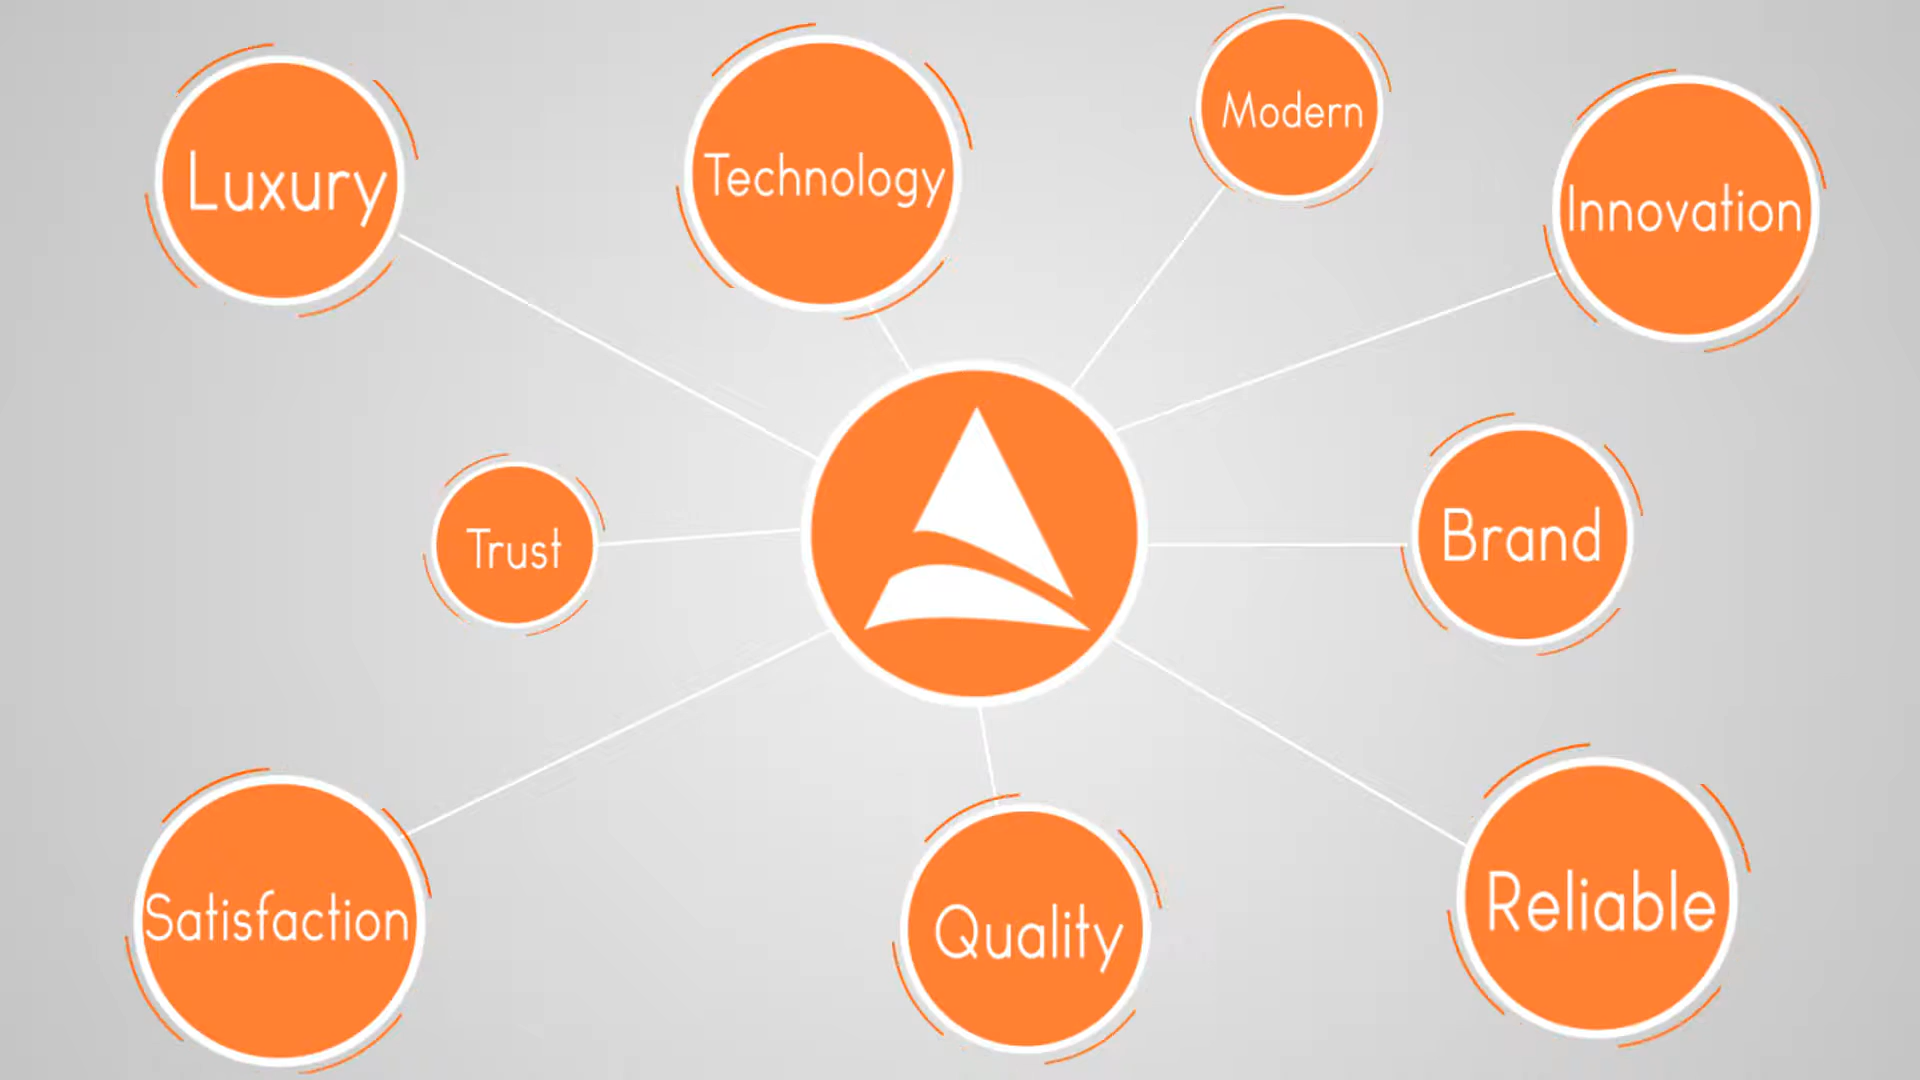 Luxury
Technology
Modern
Innovation
Trust
Brand
Satisfaction
Quality
Reliable